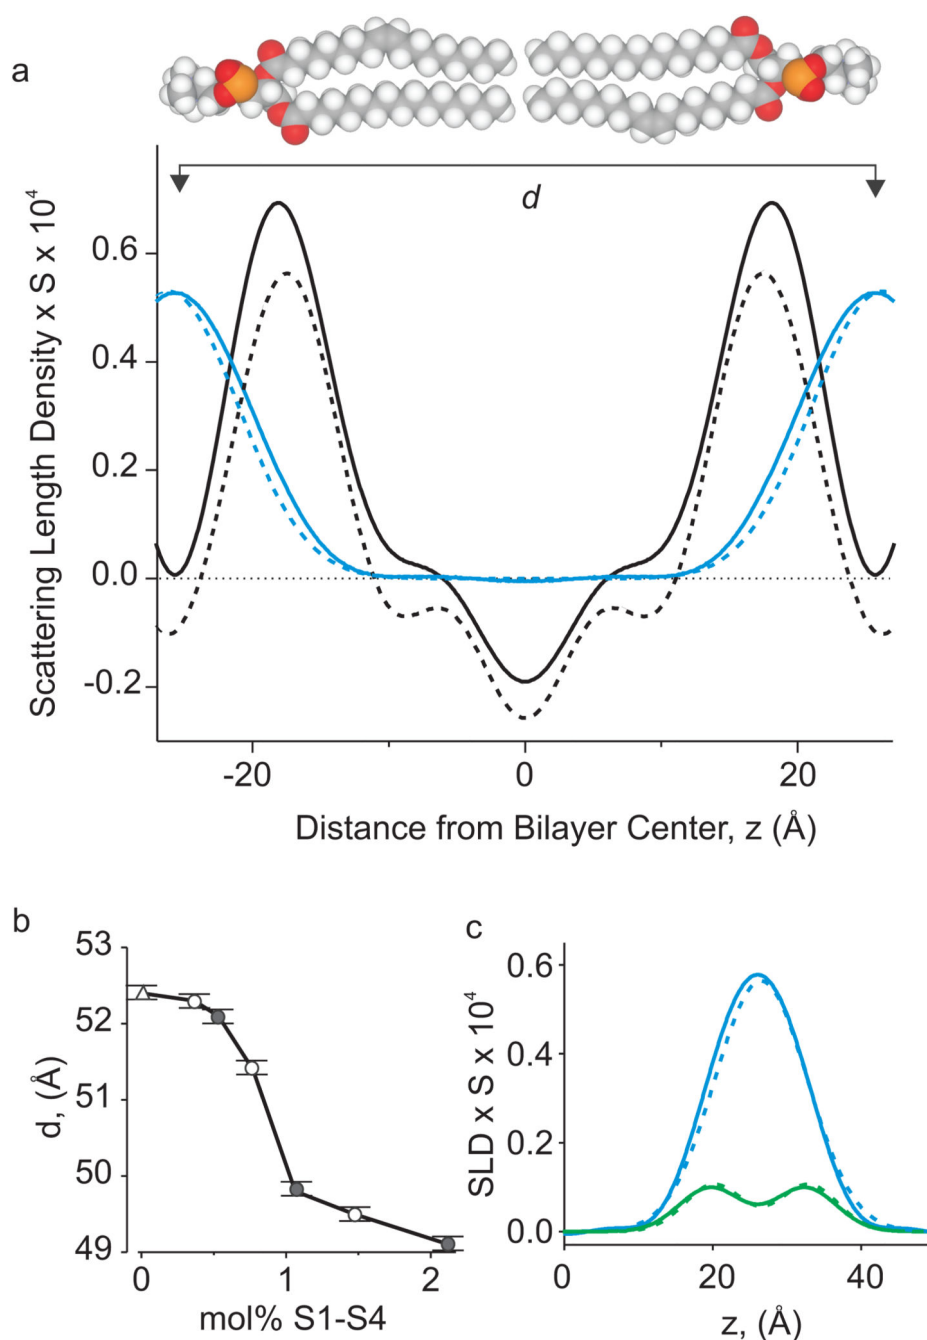 a
d
Scattering Length Density x S x 10⁴
0.6
0.4
0.2
0.0
-0.2
-20
0
20
Distance from Bilayer Center, z (Å)
b
53
52
51
50
49
d, (Å)
0
1
2
mol% S1-S4
c
0.6
0.4
0.2
0.0
SLD x S x 10⁴
0
20
40
z, (Å)